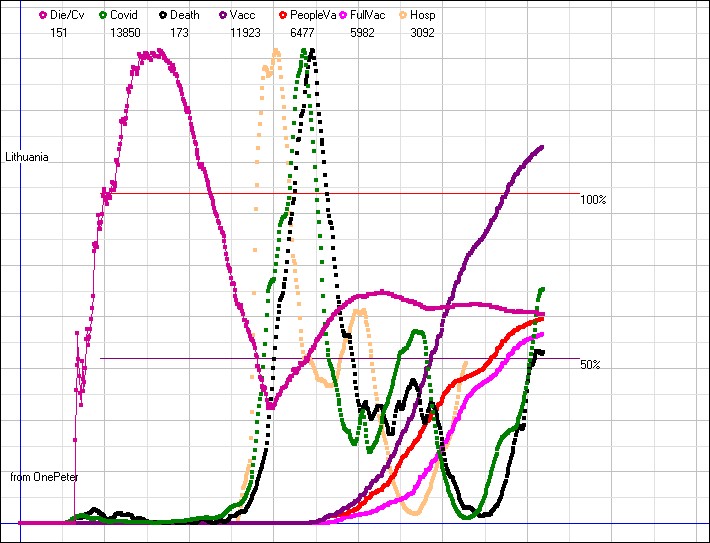 Die/Cv Covid Death Vacc PeopleVa FullVac Hosp
151 13850 173 11923 6477 5982 3092
Lithuania
100%
50%
from OnePeter